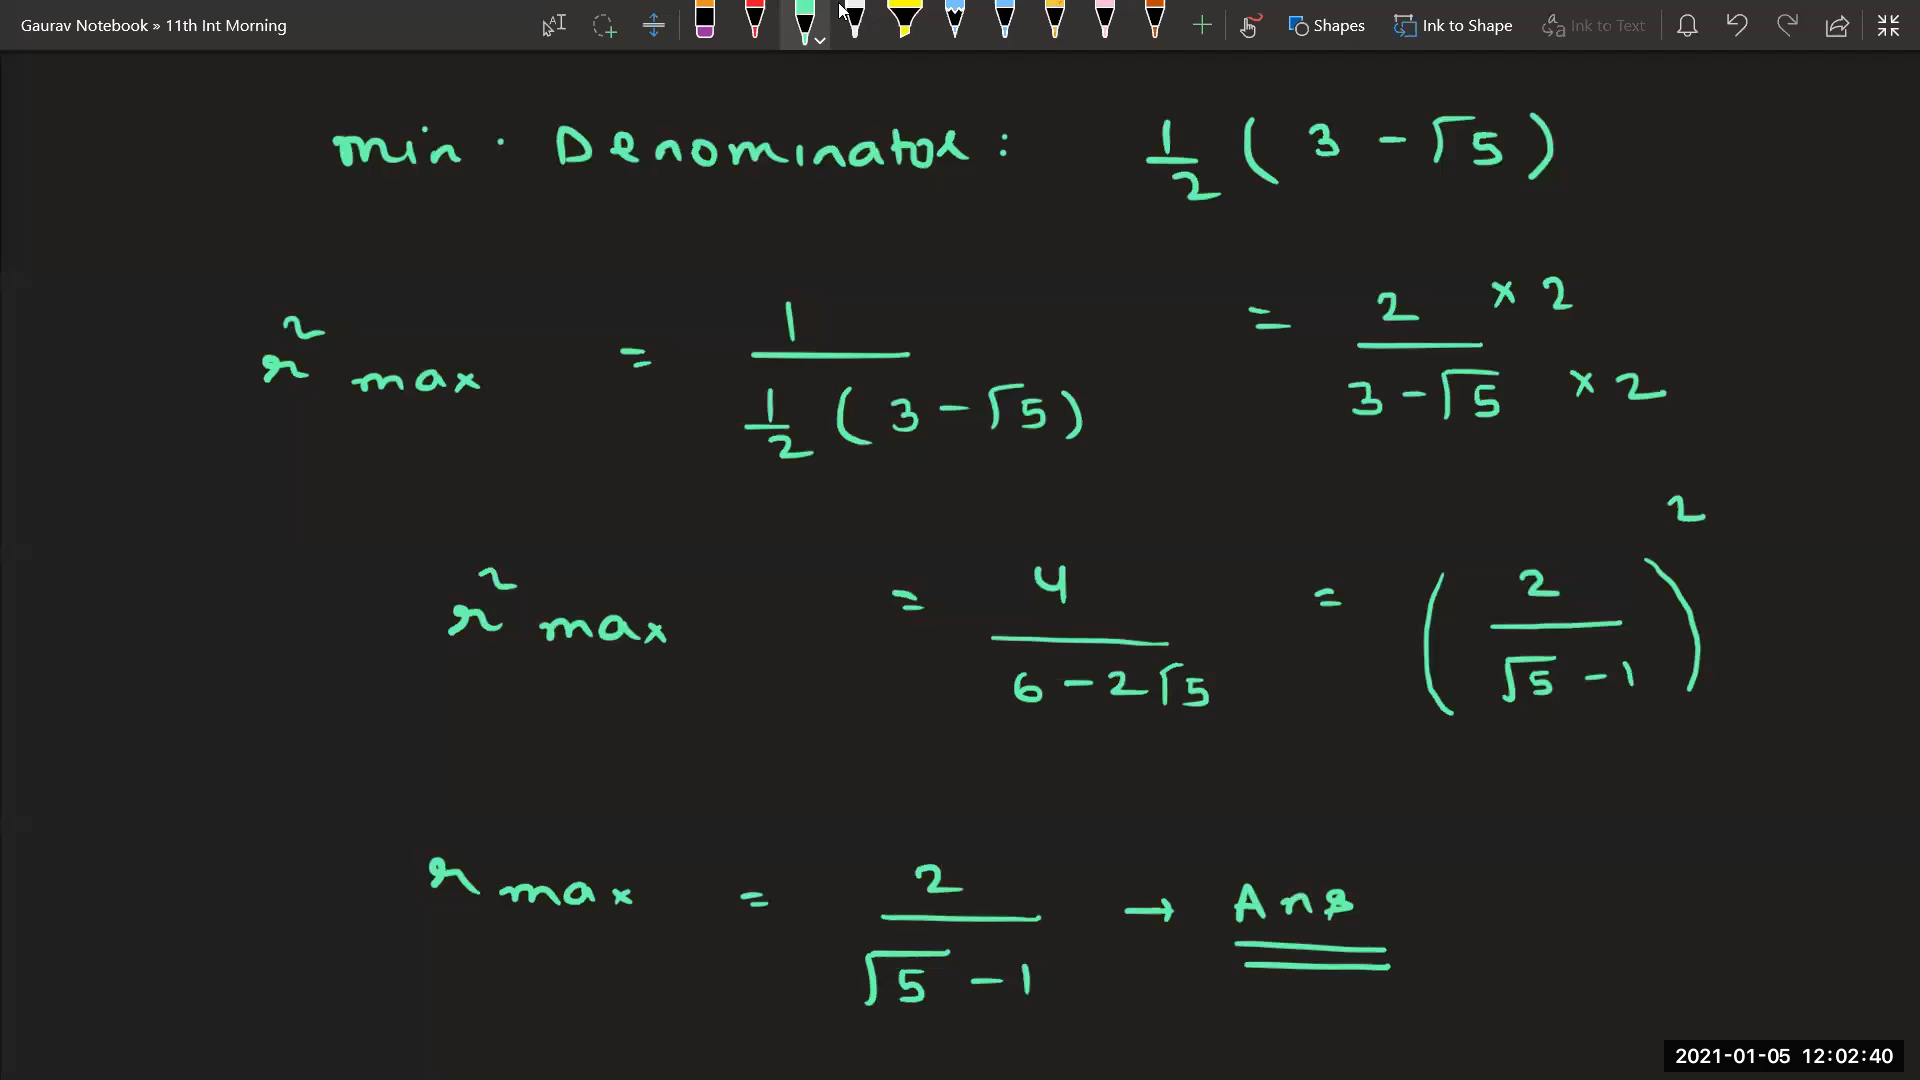 Gaurav Notebook » 11th Int Morning
Shapes
Ink to Shape
Ink to Text
min. Denominator : 1/2 (3 - √5)
r² max = 1 / (1/2 (3 - √5)) = (2 × 2) / (3 - √5 × 2)
r² max = 4 / (6 - 2√5) = (2 / (√5 - 1))²
r max = 2 / (√5 - 1) → Ans
2021-01-05 12:02:40